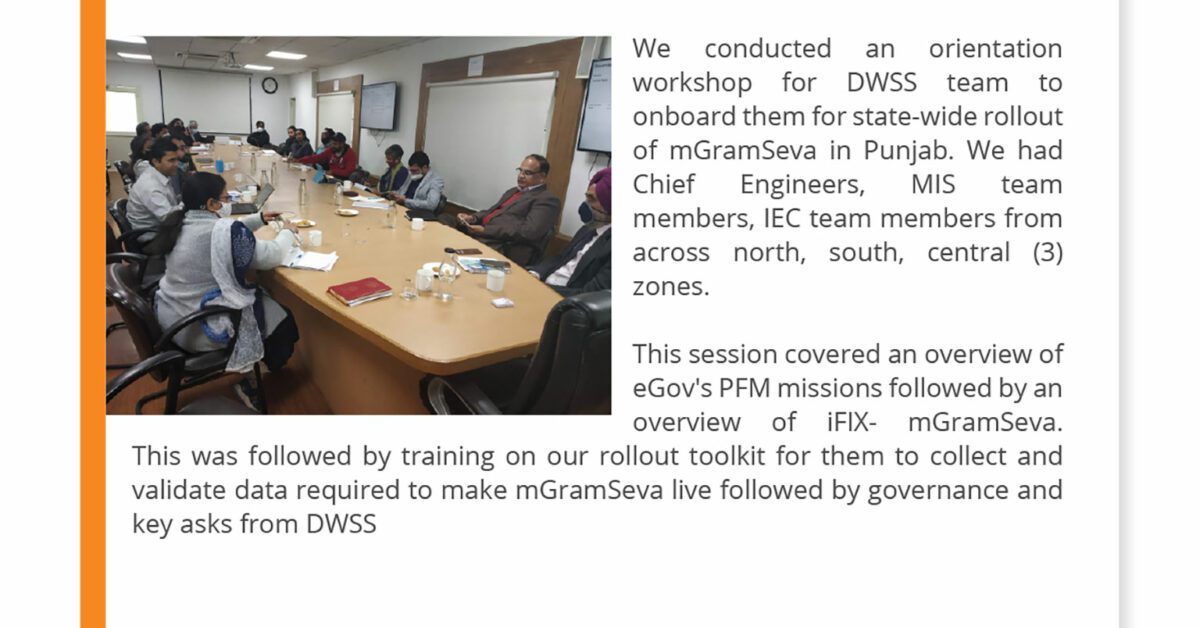 We conducted an orientation
workshop for DWSS team to
onboard them for state-wide rollout
of mGramSeva in Punjab. We had
Chief Engineers, MIS team
members, IEC team members from
across north, south, central (3)
zones.
This session covered an overview of
eGov's PFM missions followed by an
overview of iFIX- mGramSeva.
This was followed by training on our rollout toolkit for them to collect and
validate data required to make mGramSeva live followed by governance and
key asks from DWSS